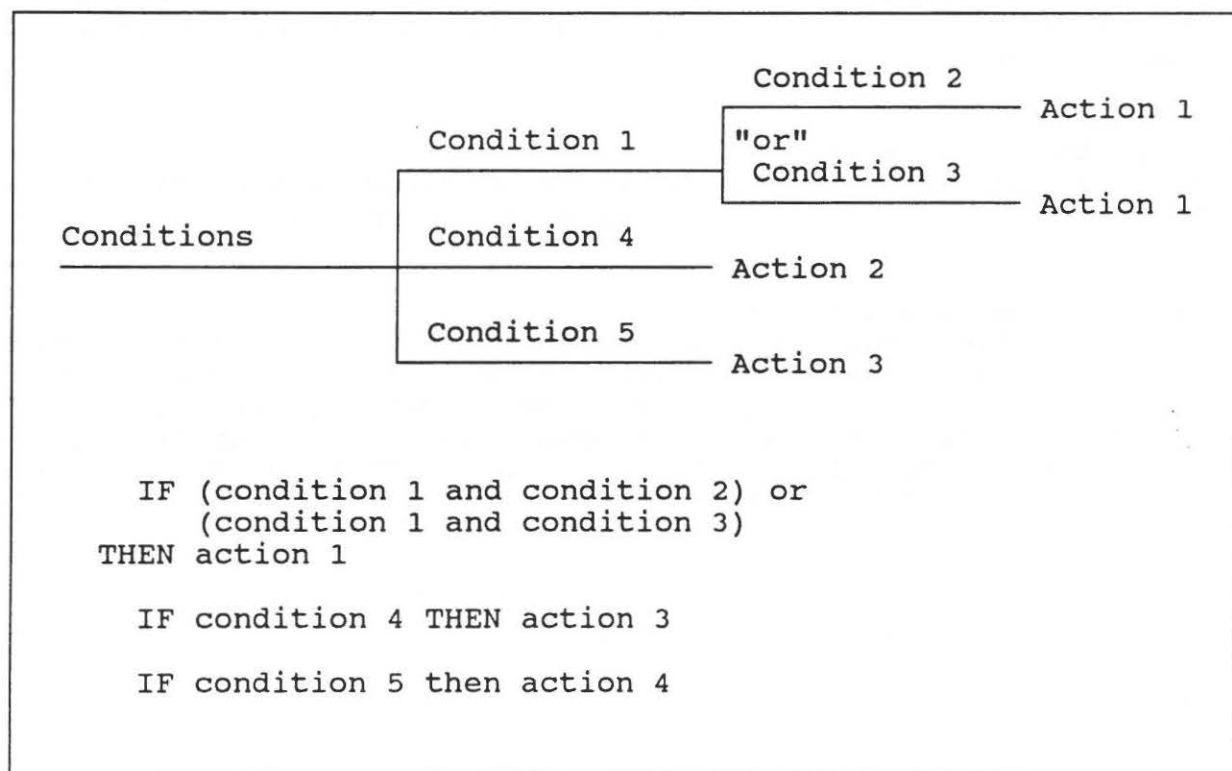 Condition 2
Action 1
Condition 1
"or"
Condition 3
Action 1
Conditions
Condition 4
Action 2
Condition 5
Action 3
IF (condition 1 and condition 2) or
(condition 1 and condition 3)
THEN action 1
IF condition 4 THEN action 3
IF condition 5 then action 4